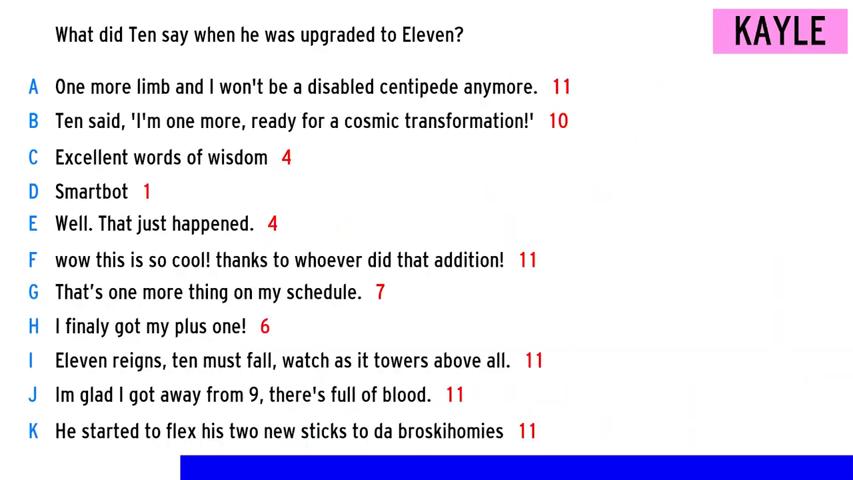 What did Ten say when he was upgraded to Eleven?
KAYLE
A One more limb and I won't be a disabled centipede anymore. 11
B Ten said, 'I'm one more, ready for a cosmic transformation!' 10
C Excellent words of wisdom 4
D Smartbot 1
E Well. That just happened. 4
F wow this is so cool! thanks to whoever did that addition! 11
G That's one more thing on my schedule. 7
H I finaly got my plus one! 6
I Eleven reigns, ten must fall, watch as it towers above all. 11
J Im glad I got away from 9, there's full of blood. 11
K He started to flex his two new sticks to da broskihomies 11